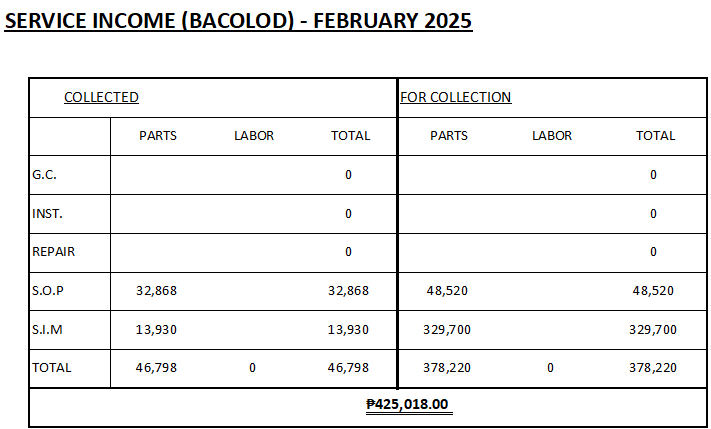 SERVICE INCOME (BACOLOD) - FEBRUARY 2025
COLLECTED FOR COLLECTION
PARTS LABOR TOTAL PARTS LABOR TOTAL
G.C. 0 0
INST. 0 0
REPAIR 0 0
S.O.P 32,868 32,868 48,520 48,520
S.I.M 13,930 13,930 329,700 329,700
TOTAL 46,798 0 46,798 378,220 0 378,220
₱425,018.00